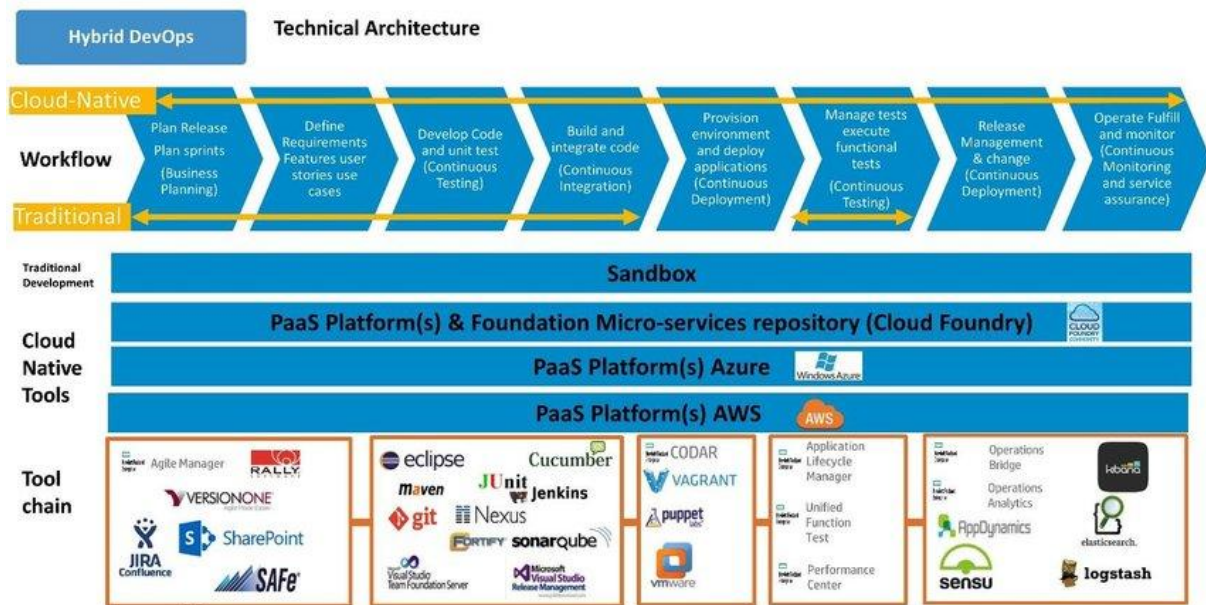 Hybrid DevOps
Technical Architecture
Cloud-Native
Workflow
Traditional
Plan Release
Plan sprints
(Business
Planning)
Define
Requirements
Features user
stories use
cases
Develop Code
and unit test
(Continuous
Testing)
Build and
integrate code
(Continuous
Integration)
Provision
environment
and deploy
applications
(Continuous
Deployment)
Manage tests
execute
functional
tests
(Continuous
Testing)
Release
Management
& change
(Continuous
Deployment)
Operate Fulfill
and monitor
(Continuous
Monitoring
and service
assurance)
Traditional
Development
Sandbox
Cloud
Native
Tools
PaaS Platform(s) & Foundation Micro-services repository (Cloud Foundry)
CLOUD
FOUNDRY
COMMUNITY
PaaS Platform(s) Azure
Windows Azure
PaaS Platform(s) AWS
AWS
Tool
chain
Agile Manager
RALLY
VERSIONONE
JIRA
Confluence
S
SharePoint
SAFe
eclipse
Cucumber
maven
JUnit
Jenkins
git
Nexus
FORTIFY
sonarqube
Visual Studio
Team Foundation Server
Microsoft
Visual Studio
Release Management
CODAR
VAGRANT
puppet
labs
vmware
Application
Lifecycle
Manager
Unified
Function
Test
Performance
Center
Operations
Bridge
Operations
Analytics
kibana
AppDynamics
elasticsearch.
sensu
logstash